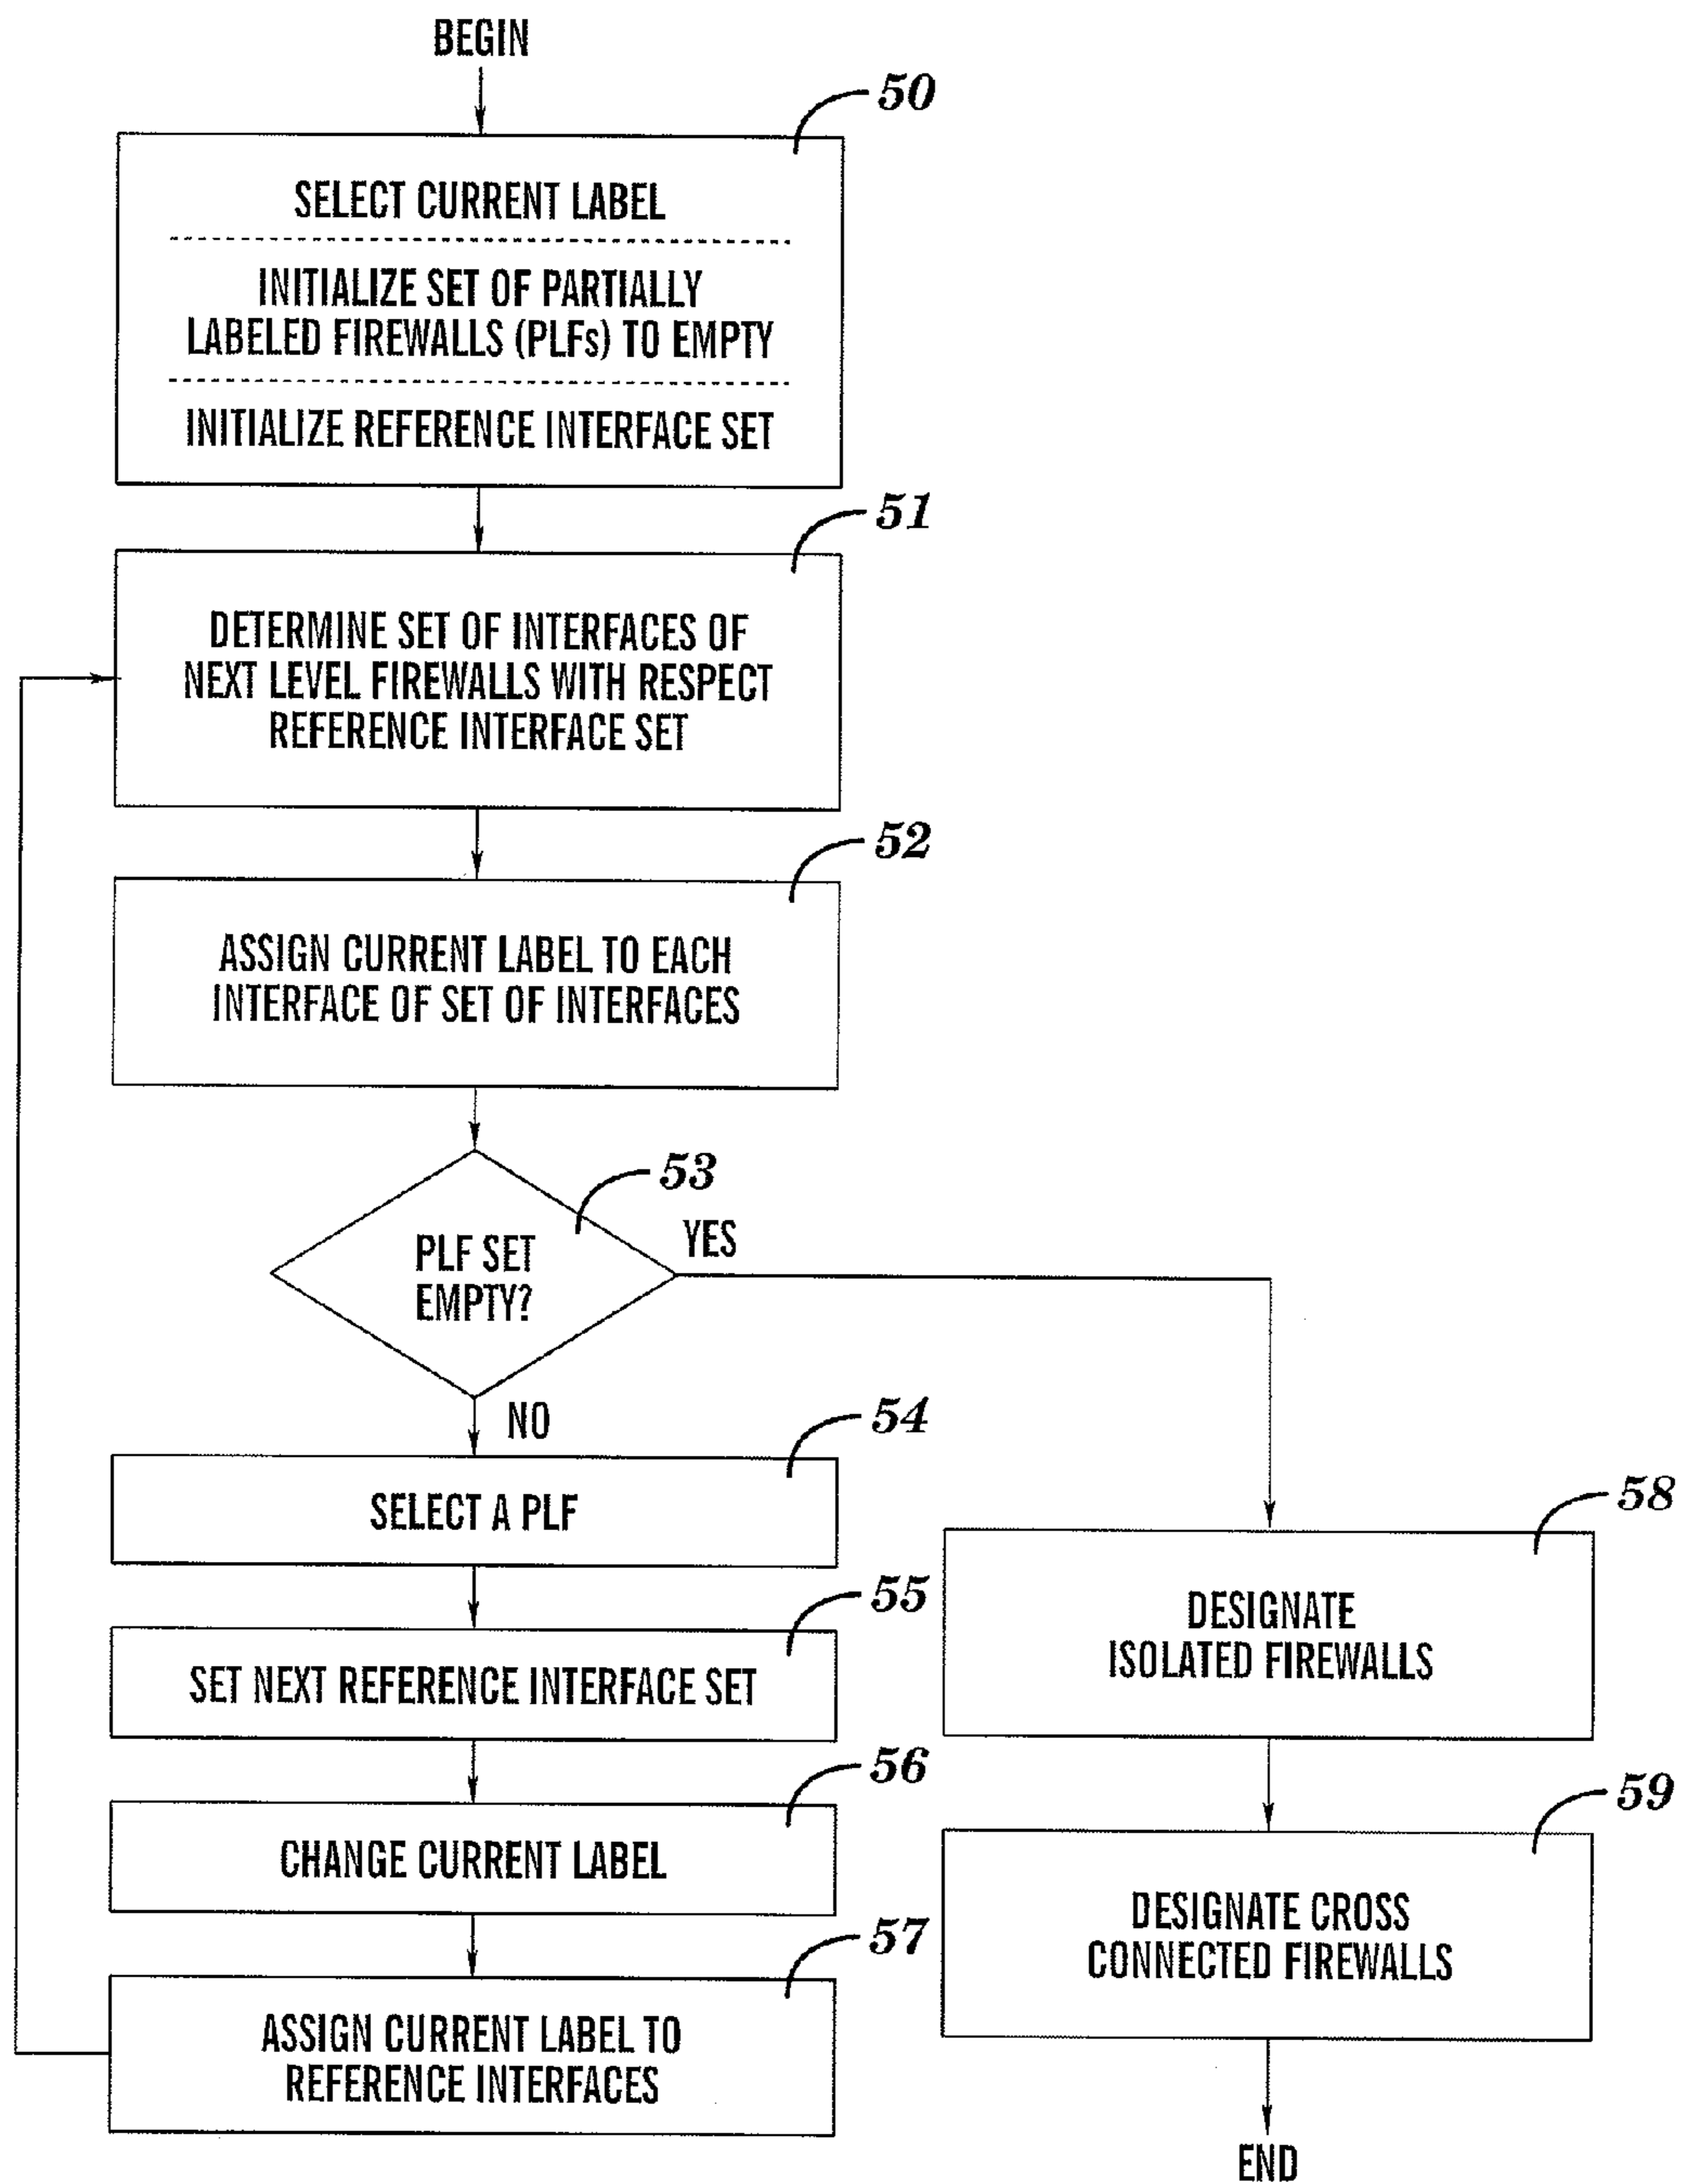 BEGIN
50
SELECT CURRENT LABEL
INITIALIZE SET OF PARTIALLY
LABELED FIREWALLS (PLFs) TO EMPTY
INITIALIZE REFERENCE INTERFACE SET
51
DETERMINE SET OF INTERFACES OF
NEXT LEVEL FIREWALLS WITH RESPECT
REFERENCE INTERFACE SET
52
ASSIGN CURRENT LABEL TO EACH
INTERFACE OF SET OF INTERFACES
53
PLF SET
EMPTY?
YES
NO
54
SELECT A PLF
55
SET NEXT REFERENCE INTERFACE SET
56
CHANGE CURRENT LABEL
57
ASSIGN CURRENT LABEL TO
REFERENCE INTERFACES
58
DESIGNATE
ISOLATED FIREWALLS
59
DESIGNATE CROSS
CONNECTED FIREWALLS
END